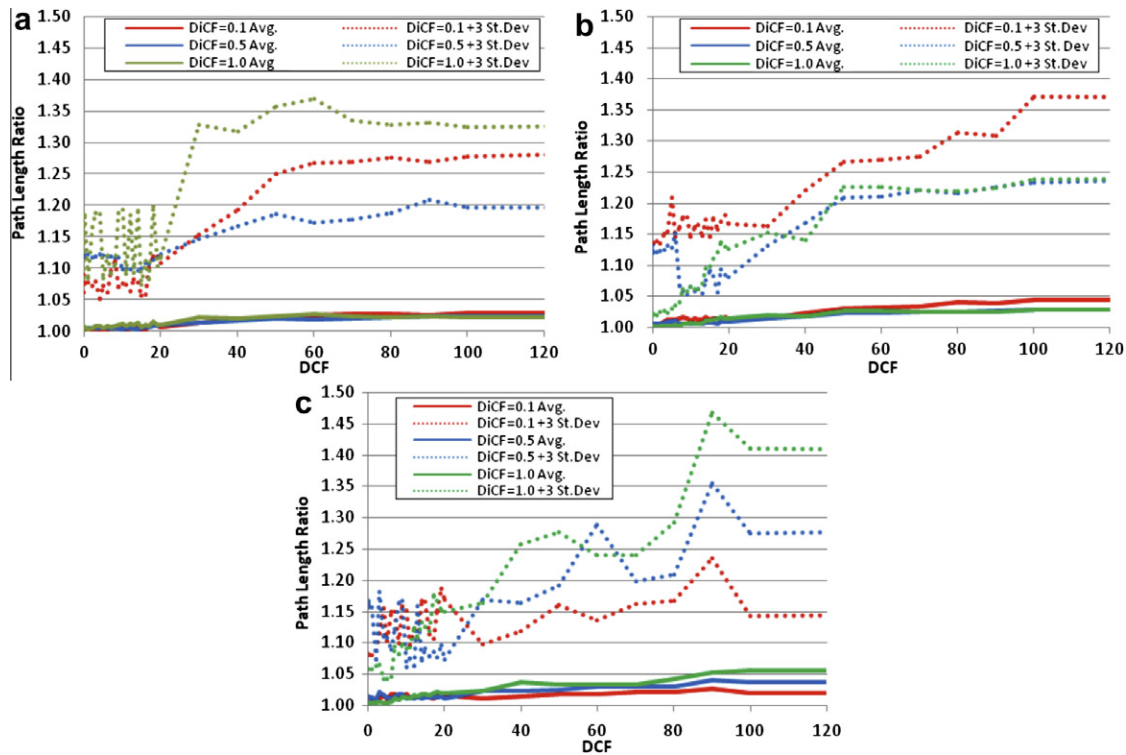 a
DiCF=0.1 Avg.
DiCF=0.1 +3 St.Dev
DiCF=0.5 Avg.
DiCF=0.5 +3 St.Dev
DiCF=1.0 Avg
DiCF=1.0 +3 St.Dev
1.50
1.45
1.40
1.35
1.30
1.25
1.20
1.15
1.10
1.05
1.00
Path Length Ratio
0 20 40 60 80 100 120
DCF
b
DiCF=0.1 Avg.
DiCF=0.1 +3 St.Dev
DiCF=0.5 Avg.
DiCF=0.5 +3 St.Dev
DiCF=1.0 Avg.
DiCF=1.0 +3 St.Dev
1.50
1.45
1.40
1.35
1.30
1.25
1.20
1.15
1.10
1.05
1.00
Path Length Ratio
0 20 40 60 80 100 120
DCF
c
DiCF=0.1 Avg.
DiCF=0.1 +3 St.Dev
DiCF=0.5 Avg.
DiCF=0.5 +3 St.Dev
DiCF=1.0 Avg.
DiCF=1.0 +3 St.Dev
1.50
1.45
1.40
1.35
1.30
1.25
1.20
1.15
1.10
1.05
1.00
Path Length Ratio
0 20 40 60 80 100 120
DCF